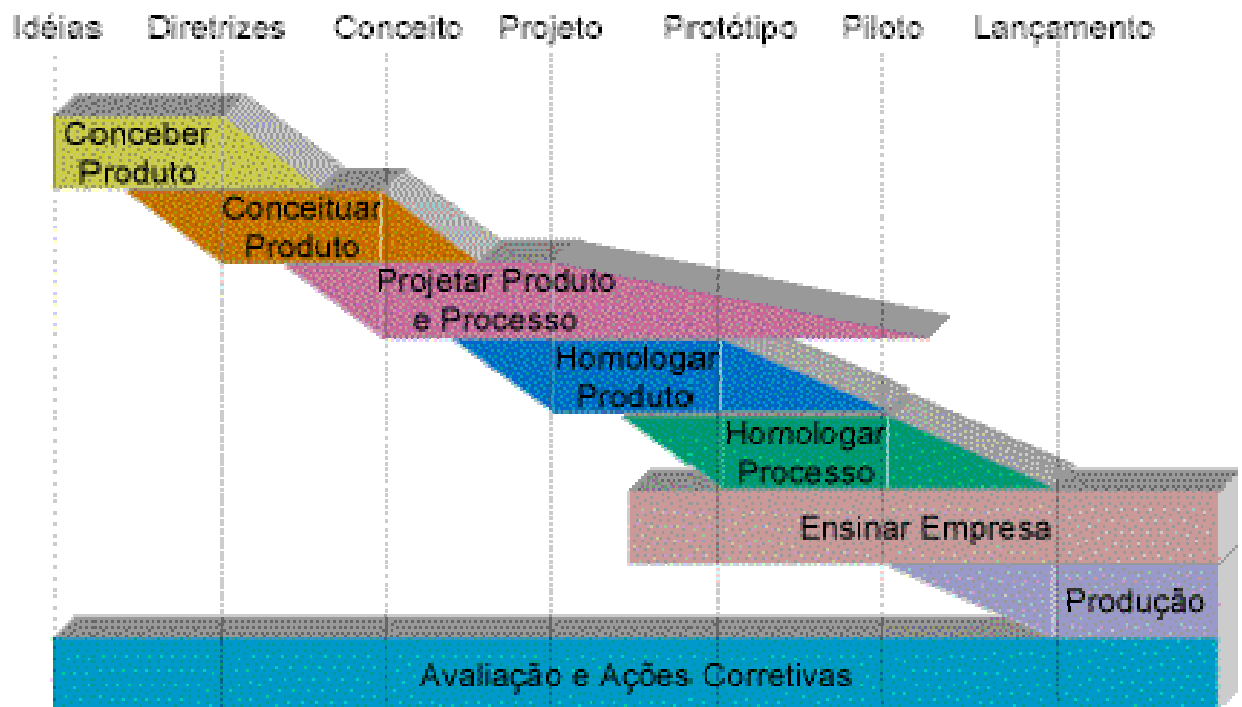 Idéias Diretrizes Conceito Projeto Protótipo Piloto Lançamento
Conceber
Produto
Conceituar
Produto
Projetar Produto
e Processo
Homologar
Produto
Homologar
Processo
Ensinar Empresa
Produção
Avaliação e Ações Corretivas